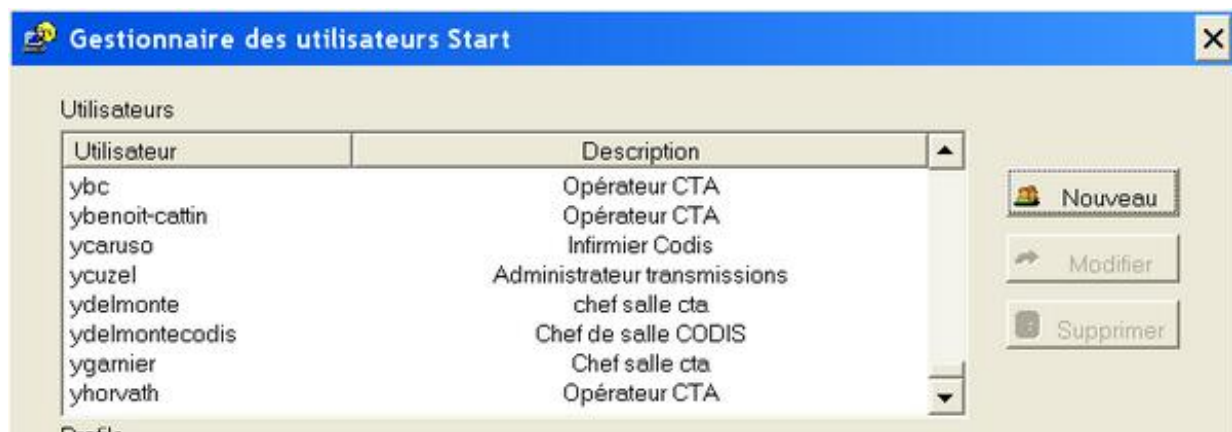 Gestionnaire des utilisateurs Start
Utilisateurs
Utilisateur Description
ybc Opérateur CTA
ybenoit-cattin Opérateur CTA
ycaruso Infirmier Codis
ycuzel Administrateur transmissions
ydelmonte chef salle cta
ydelmontecodis Chef de salle CODIS
ygarnier Chef salle cta
yhorvath Opérateur CTA
Nouveau
Modifier
Supprimer